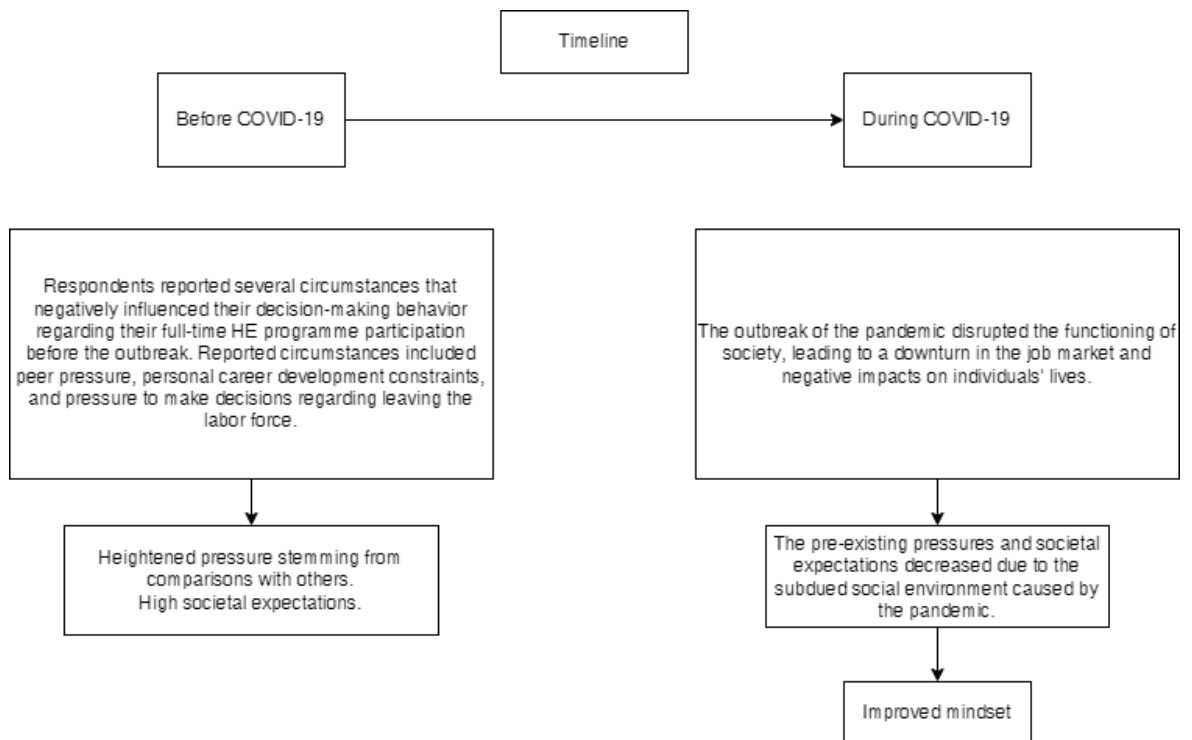 Timeline
Before COVID-19
During COVID-19
Respondents reported several circumstances that
negatively influenced their decision-making behavior
regarding their full-time HE programme participation
before the outbreak. Reported circumstances included
peer pressure, personal career development constraints,
and pressure to make decisions regarding leaving the
labor force.
The outbreak of the pandemic disrupted the functioning of
society, leading to a downturn in the job market and
negative impacts on individuals' lives.
Heightened pressure stemming from
comparisons with others.
High societal expectations.
The pre-existing pressures and societal
expectations decreased due to the
subdued social environment caused by
the pandemic.
Improved mindset